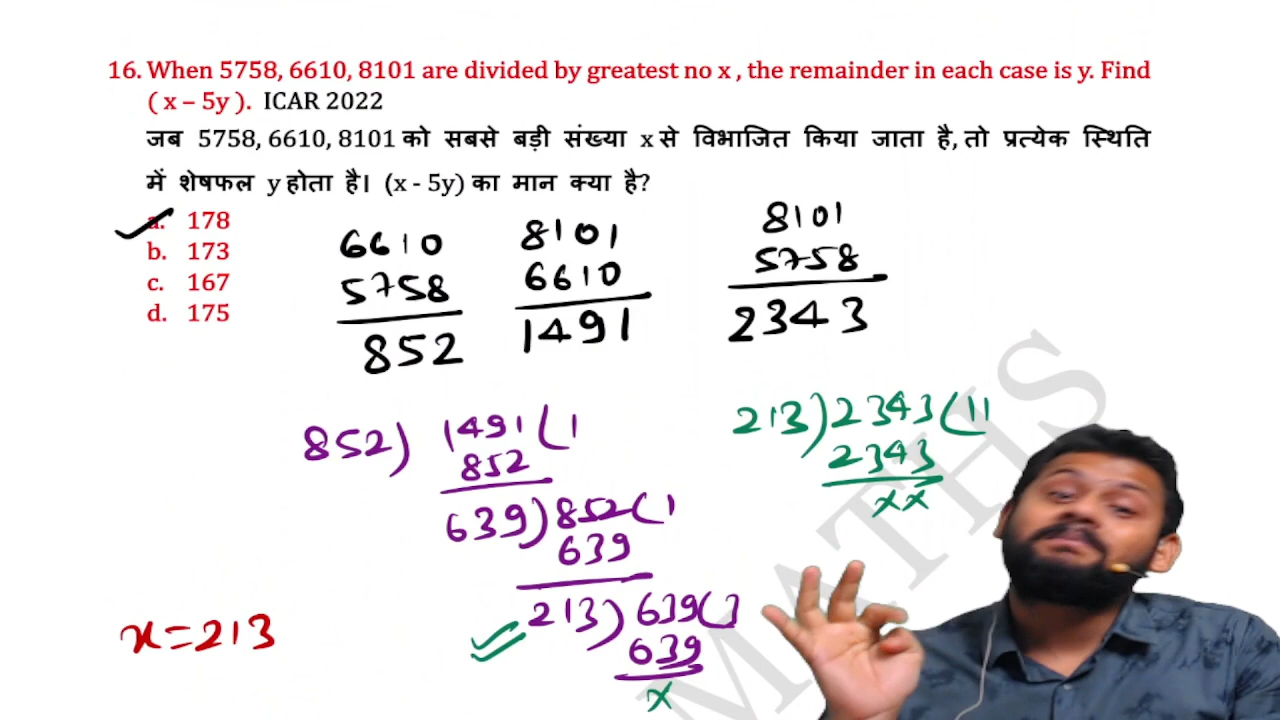 16. When 5758, 6610, 8101 are divided by greatest no x , the remainder in each case is y. Find
( x – 5y ). ICAR 2022
जब 5758, 6610, 8101 को सबसे बड़ी संख्या x से विभाजित किया जाता है, तो प्रत्येक स्थिति
में शेषफल y होता है। (x - 5y) का मान क्या है?
a. 178
b. 173
c. 167
d. 175
6610
5758
852
8101
6610
1491
8101
5758
2343
852) 1491 (1
852
639) 852 (1
639
213) 639 (3
639
x
213) 2343 (11
2343
xx
x = 213
MATHS